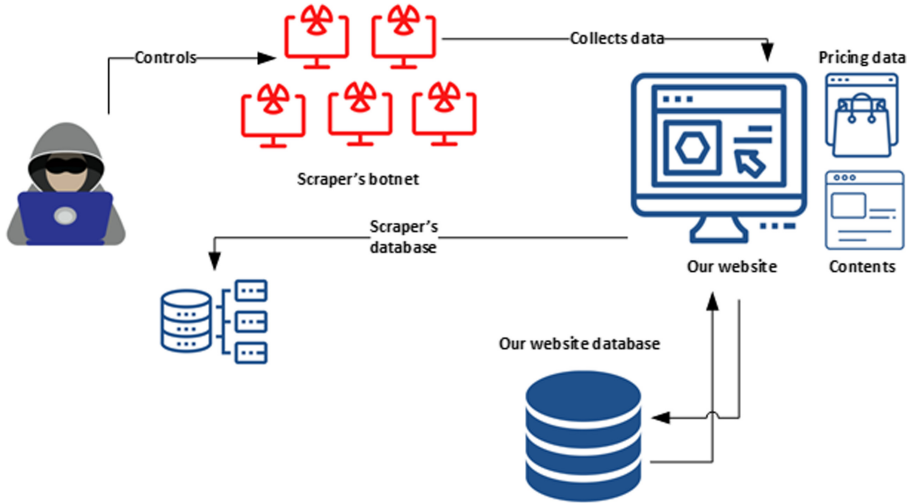 Controls
Collects data
Pricing data
Scraper's botnet
Scraper's
database
Our website
Contents
Our website database